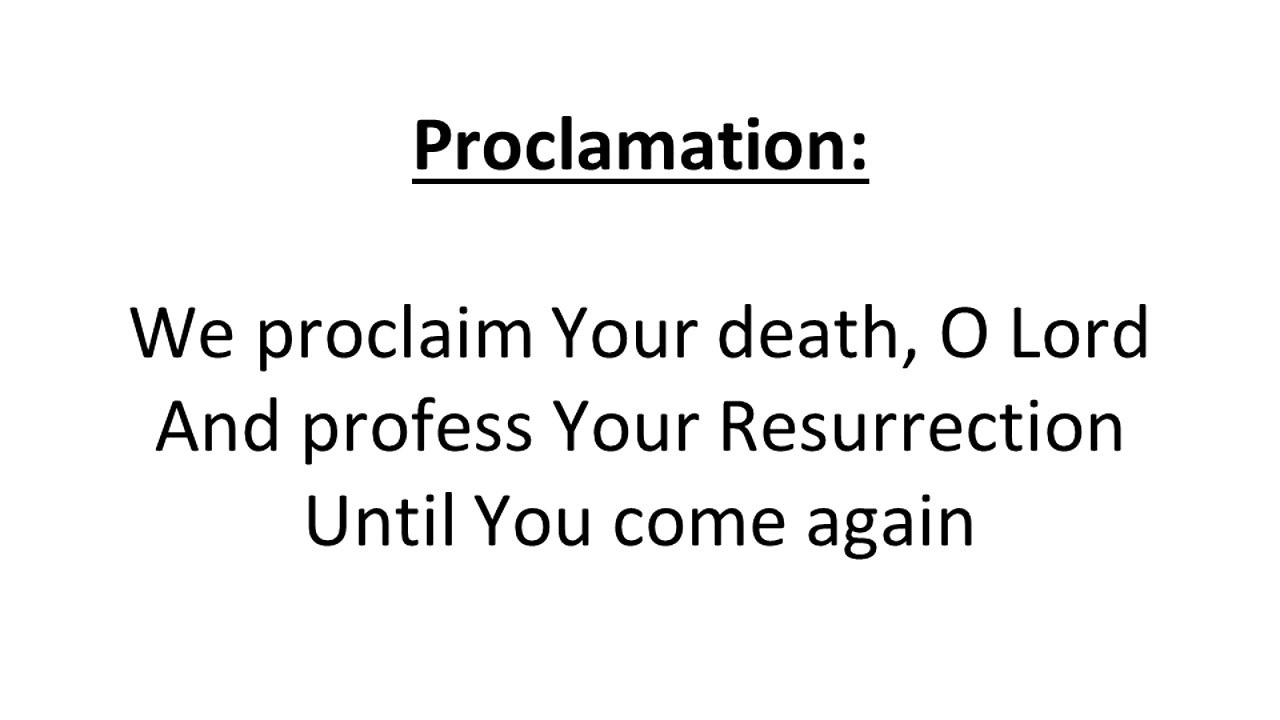 Proclamation:
We proclaim Your death, O Lord
And profess Your Resurrection
Until You come again